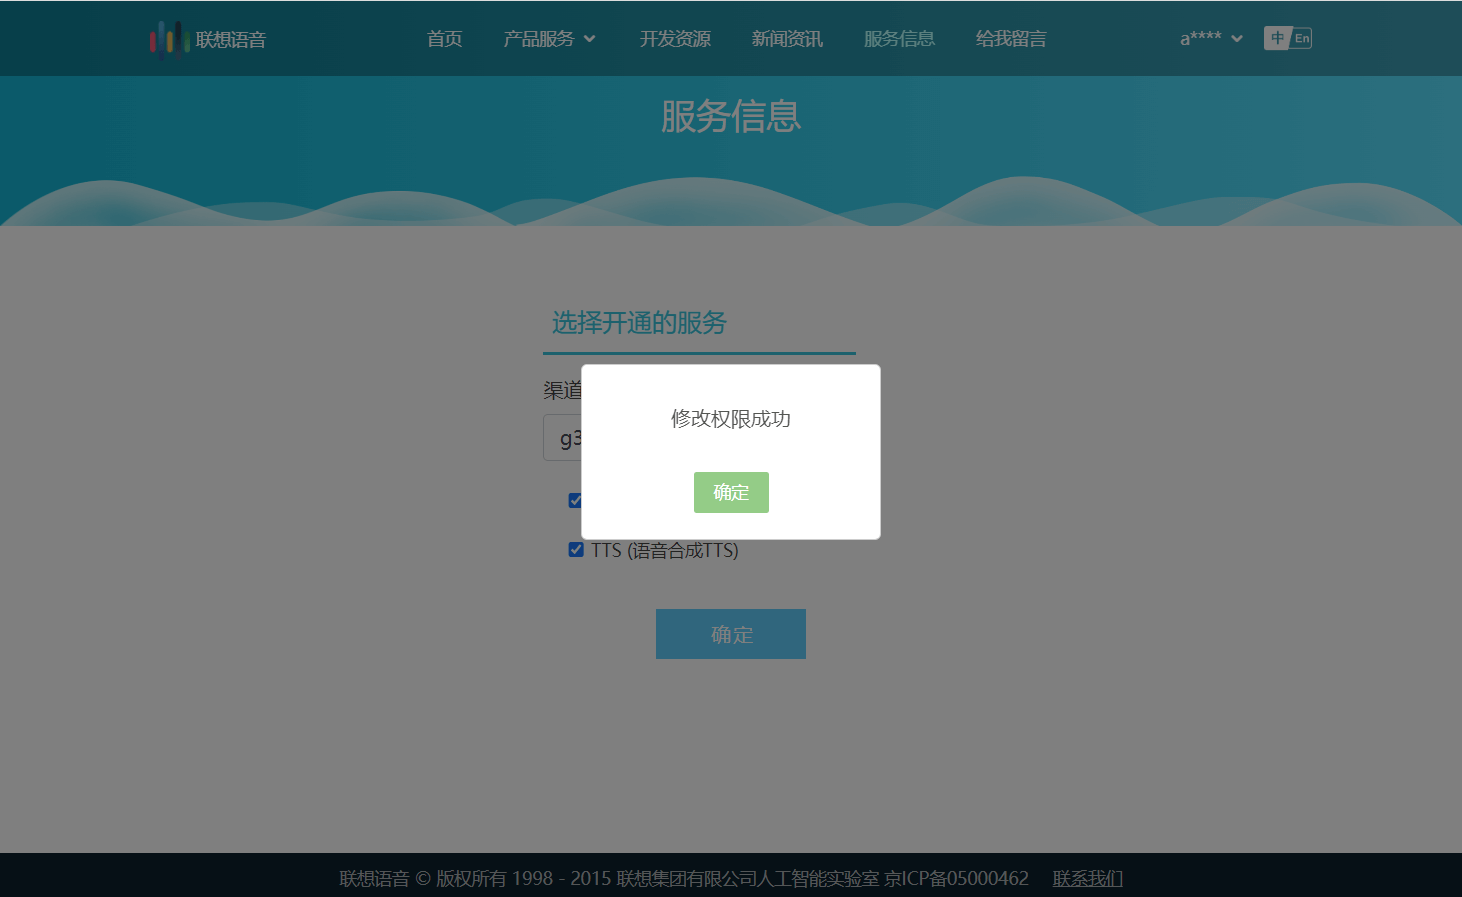 联想语音
首页 产品服务 开发资源 新闻资讯 服务信息 给我留言 a**** 中 En
服务信息
选择开通的服务
渠道
g3
修改权限成功
确定
TTS (语音合成TTS)
确定
联想语音 © 版权所有 1998 - 2015 联想集团有限公司人工智能实验室 京ICP备05000462 联系我们